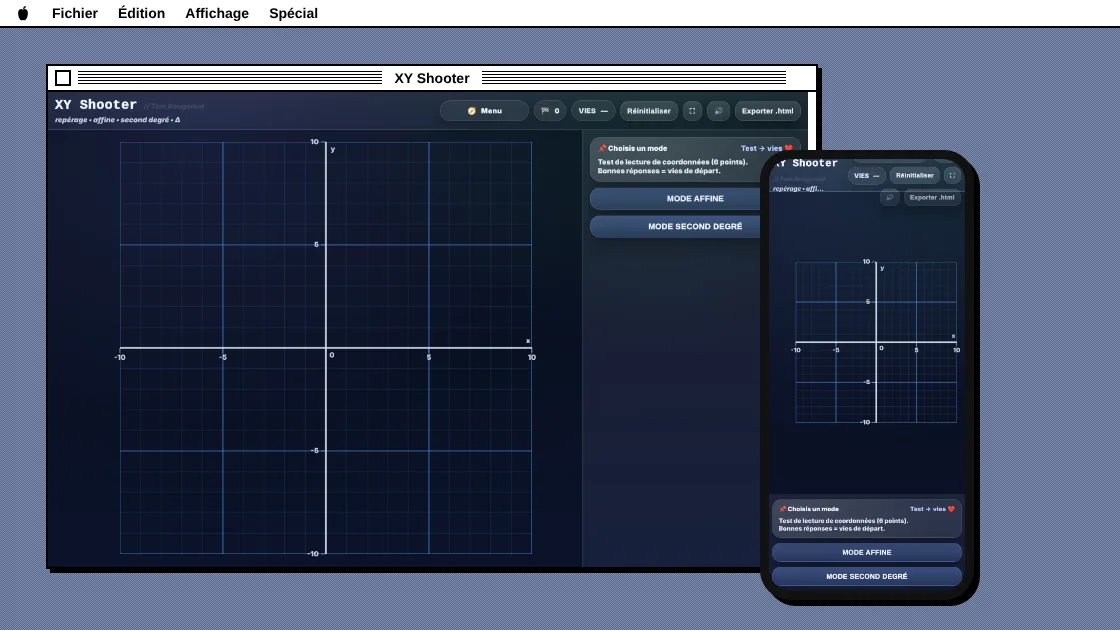 Fichier Édition Affichage Spécial
XY Shooter
XY Shooter
repérage • affine • second degré • Δ
🧭 Menu
🏁 0
VIES —
Réinitialiser
Exporter .html
10
y
5
x
-10 -5 0 5 10
-5
-10
📌 Choisis un mode
Test → vies ❤️
Test de lecture de coordonnées (6 points).
Bonnes réponses = vies de départ.
MODE AFFINE
MODE SECOND DEGRÉ
XY Shooter
VIES —
Réinitialiser
repérage • affi...
Exporter .html
10
y
5
x
-10 -5 0 5 10
-5
-10
📌 Choisis un mode
Test → vies ❤️
Test de lecture de coordonnées (6 points).
Bonnes réponses = vies de départ.
MODE AFFINE
MODE SECOND DEGRÉ